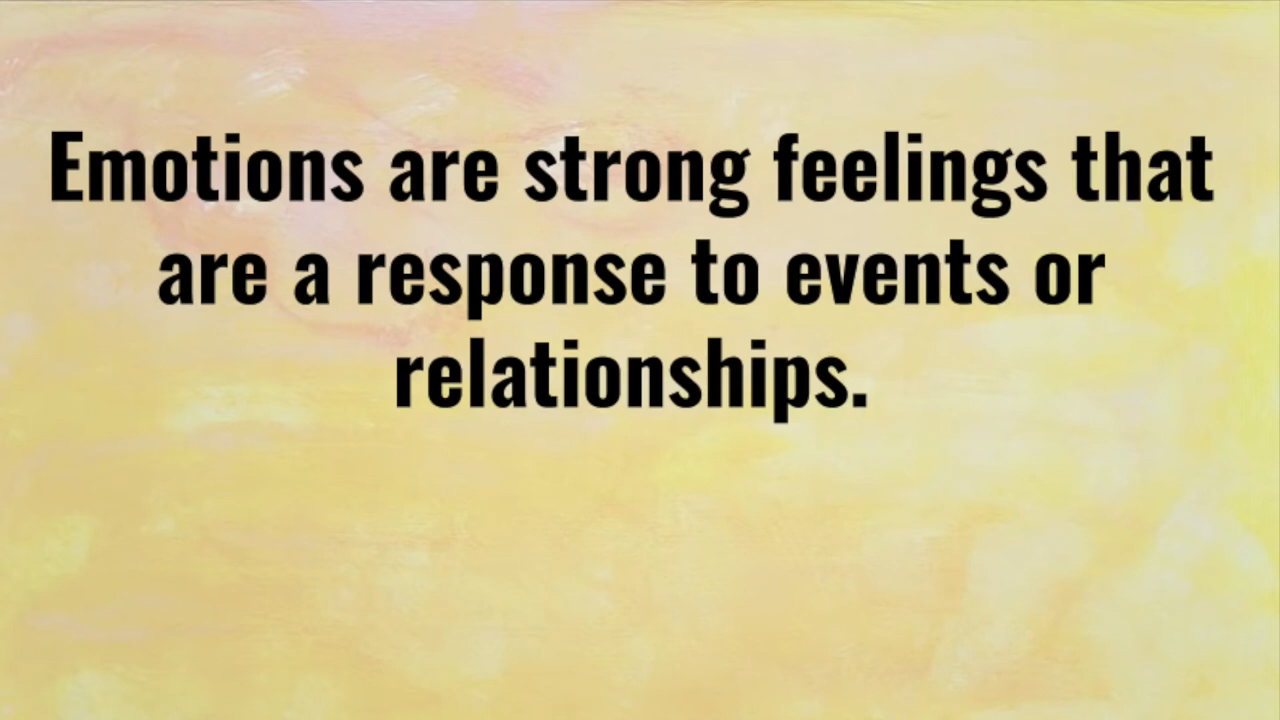 Emotions are strong feelings that
are a response to events or
relationships.